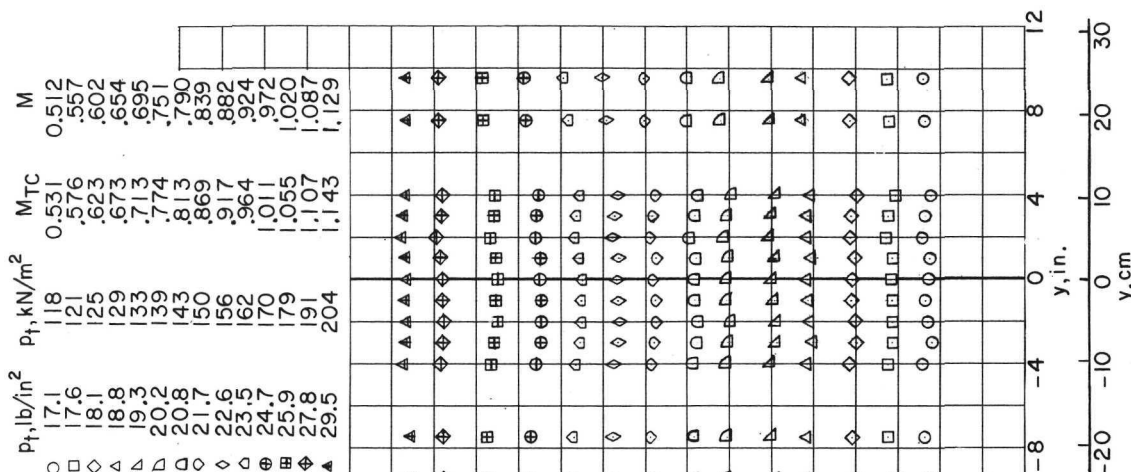 p_t, lb/in² p_t, kN/m² M_TC M
17.1 118 0.531 0.512
17.6 121 .576 .557
18.1 125 .623 .602
18.8 129 .673 .654
19.3 133 .713 .695
20.2 139 .774 .751
20.8 143 .813 .790
21.7 150 .869 .839
22.6 156 .917 .882
23.5 162 .964 .924
24.7 170 1.011 .972
25.9 179 1.055 1.020
27.8 191 1.107 1.087
29.5 204 1.143 1.129
8 -4 0 4 8 12
y, in.
-20 -10 0 10 20 30
y, cm